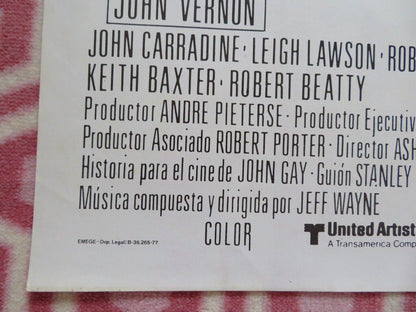 JOHN VERNON
JOHN CARRADINE · LEIGH LAWSON · ROB
KEITH BAXTER · ROBERT BEATTY
Productor ANDRE PIETERSE · Productor Ejecutiv
Productor Asociado ROBERT PORTER · Director ASH
Historia para el cine de JOHN GAY · Guión STANLEY
Música compuesta y dirigida por JEFF WAYNE
COLOR
United Artist
A Transamerica Comp
EMEGE - Dep. Legal: B-36.265-77